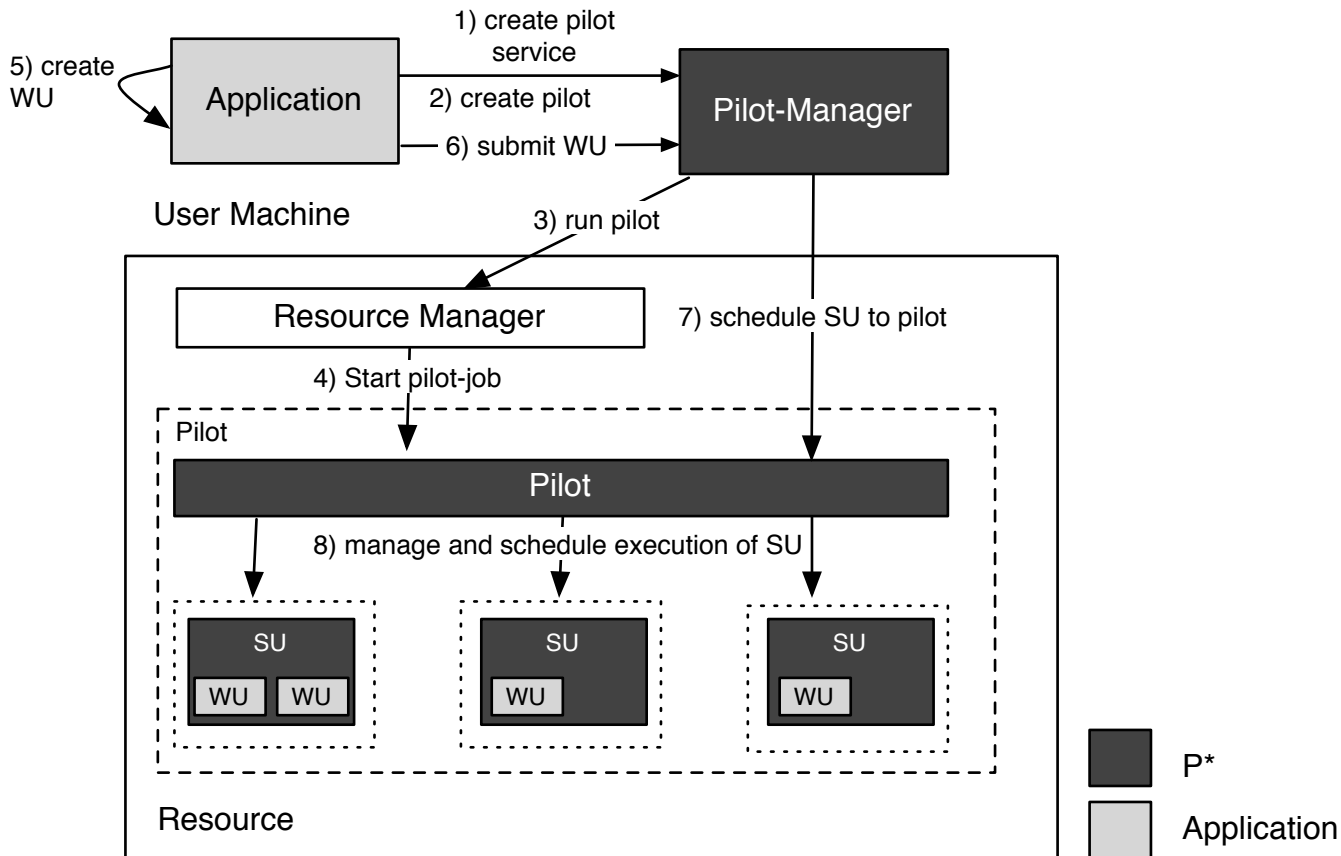 1) create pilot
service
5) create
WU
Application
2) create pilot
Pilot-Manager
6) submit WU
User Machine
3) run pilot
Resource Manager
7) schedule SU to pilot
4) Start pilot-job
Pilot
Pilot
8) manage and schedule execution of SU
SU
WU WU
SU
WU
SU
WU
P*
Application
Resource